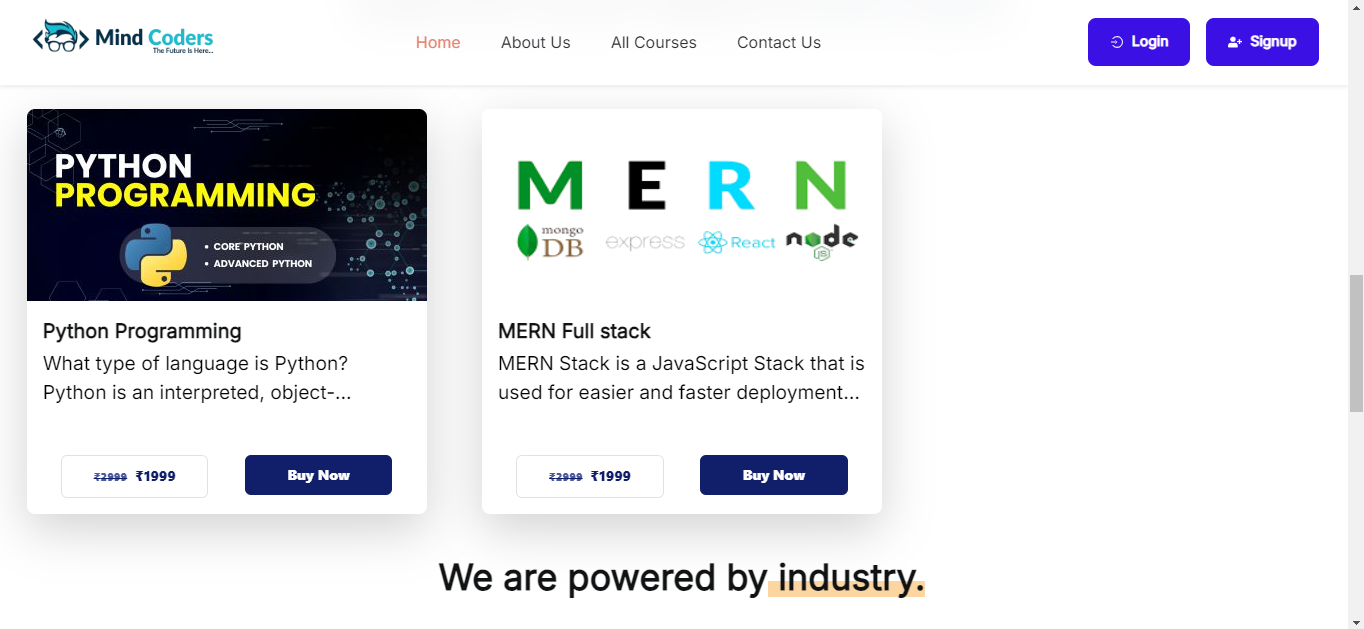 Mind Coders
The Future Is Here..
Home About Us All Courses Contact Us
Login Signup
PYTHON
PROGRAMMING
• CORE PYTHON
• ADVANCED PYTHON
Python Programming
What type of language is Python?
Python is an interpreted, object-...
₹2999 ₹1999 Buy Now
M E R N
mongo
DB
express
React
node
JS
MERN Full stack
MERN Stack is a JavaScript Stack that is
used for easier and faster deployment...
₹2999 ₹1999 Buy Now
We are powered by industry.